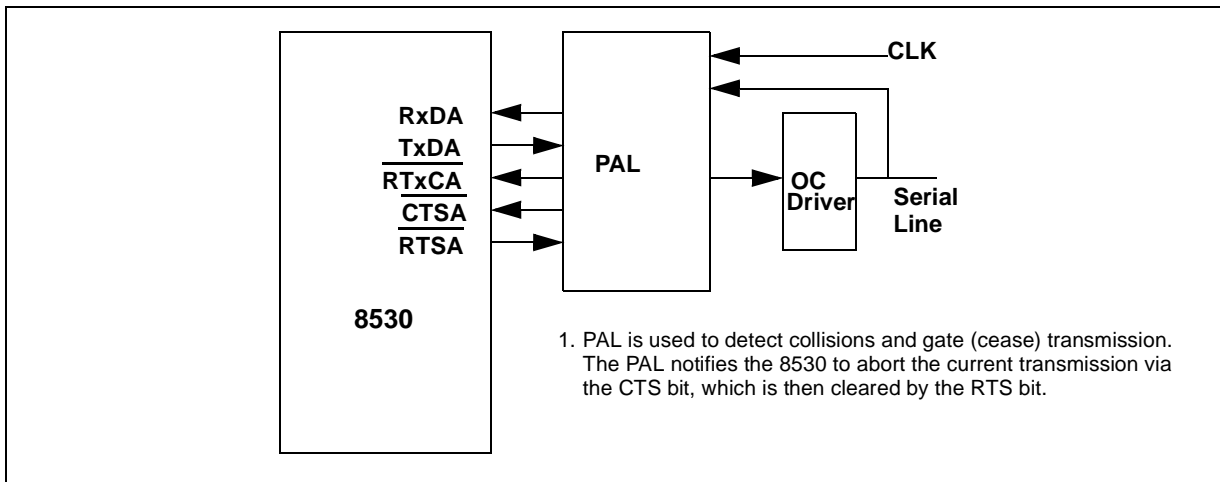 CLK
RxDA
TxDA
RTxCA
CTSA
RTSA
PAL
OC
Driver
Serial
Line
8530
1. PAL is used to detect collisions and gate (cease) transmission.
The PAL notifies the 8530 to abort the current transmission via
the CTS bit, which is then cleared by the RTS bit.